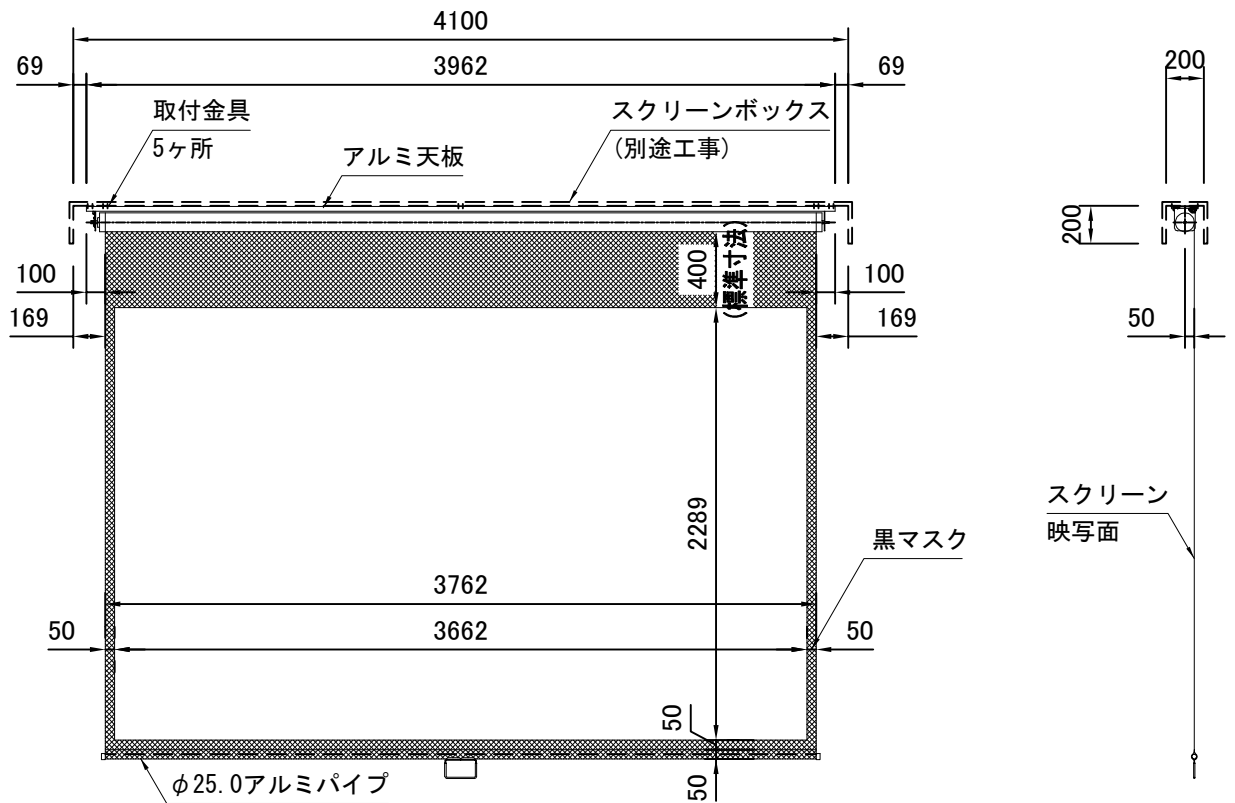 4100
69
3962
69
200
取付金具
5ヶ所
スクリーンボックス
(別途工事)
アルミ天板
200
400
(標準寸法)
100
100
169
169
50
2289
スクリーン
映写面
黒マスク
3762
50
3662
50
50
50
φ25.0アルミパイプ